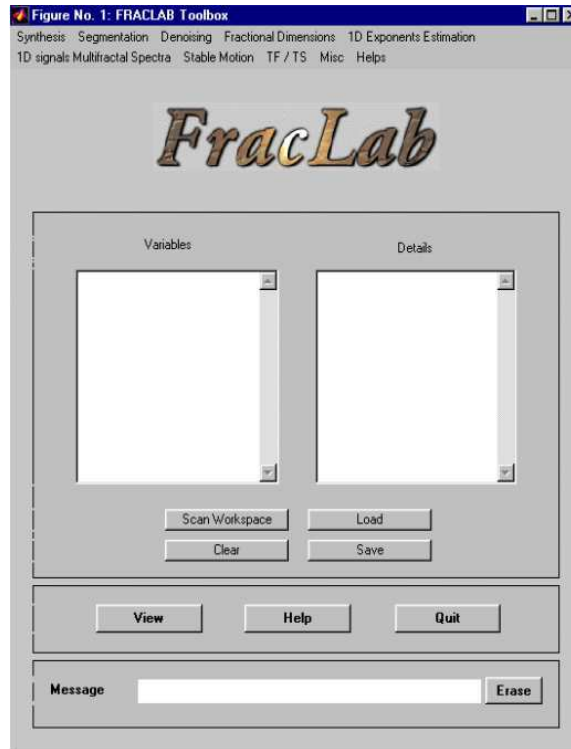 Figure No. 1: FRACLAB Toolbox
Synthesis Segmentation Denoising Fractional Dimensions 1D Exponents Estimation
1D signals Multifractal Spectra Stable Motion TF / TS Misc Helps
FracLab
Variables Details
Scan Workspace Load
Clear Save
View Help Quit
Message Erase